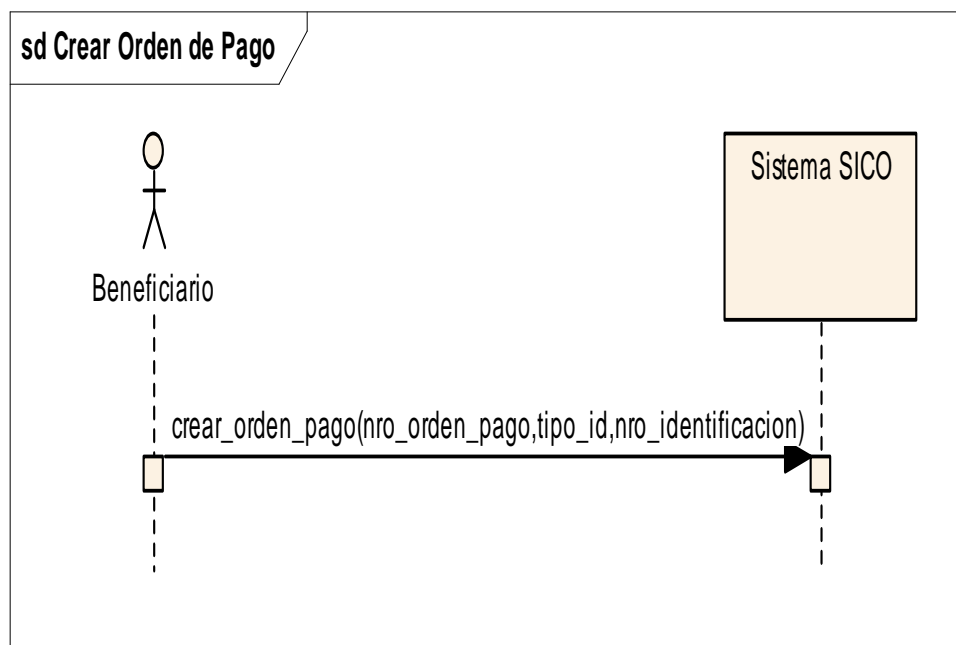 sd Crear Orden de Pago
Beneficiario
Sistema SICO
crear_orden_pago(nro_orden_pago,tipo_id,nro_identificacion)